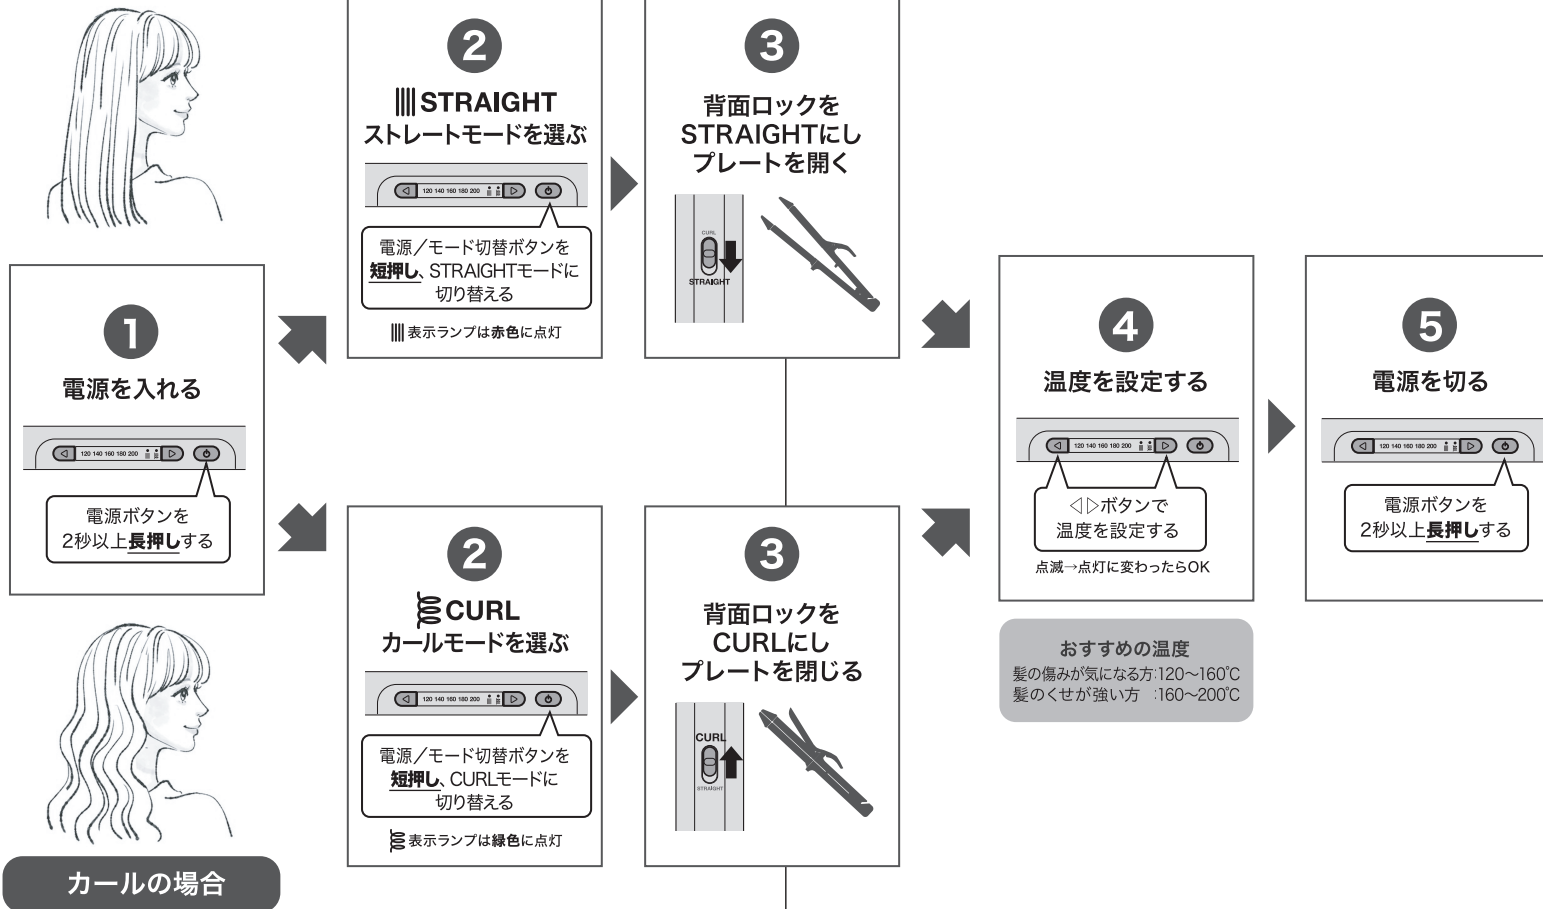 1
電源を入れる
120 140 160 180 200
電源ボタンを
2秒以上長押しする
2
STRAIGHT
ストレートモードを選ぶ
120 140 160 180 200
電源／モード切替ボタンを
短押し、STRAIGHTモードに
切り替える
表示ランプは赤色に点灯
3
背面ロックを
STRAIGHTにし
プレートを開く
CURL
STRAIGHT
2
CURL
カールモードを選ぶ
120 140 160 180 200
電源／モード切替ボタンを
短押し、CURLモードに
切り替える
表示ランプは緑色に点灯
3
背面ロックを
CURLにし
プレートを閉じる
CURL
STRAIGHT
4
温度を設定する
120 140 160 180 200
◁▷ボタンで
温度を設定する
点滅→点灯に変わったらOK
おすすめの温度
髪の傷みが気になる方:120〜160℃
髪のくせが強い方 :160〜200℃
5
電源を切る
120 140 160 180 200
電源ボタンを
2秒以上長押しする
カールの場合